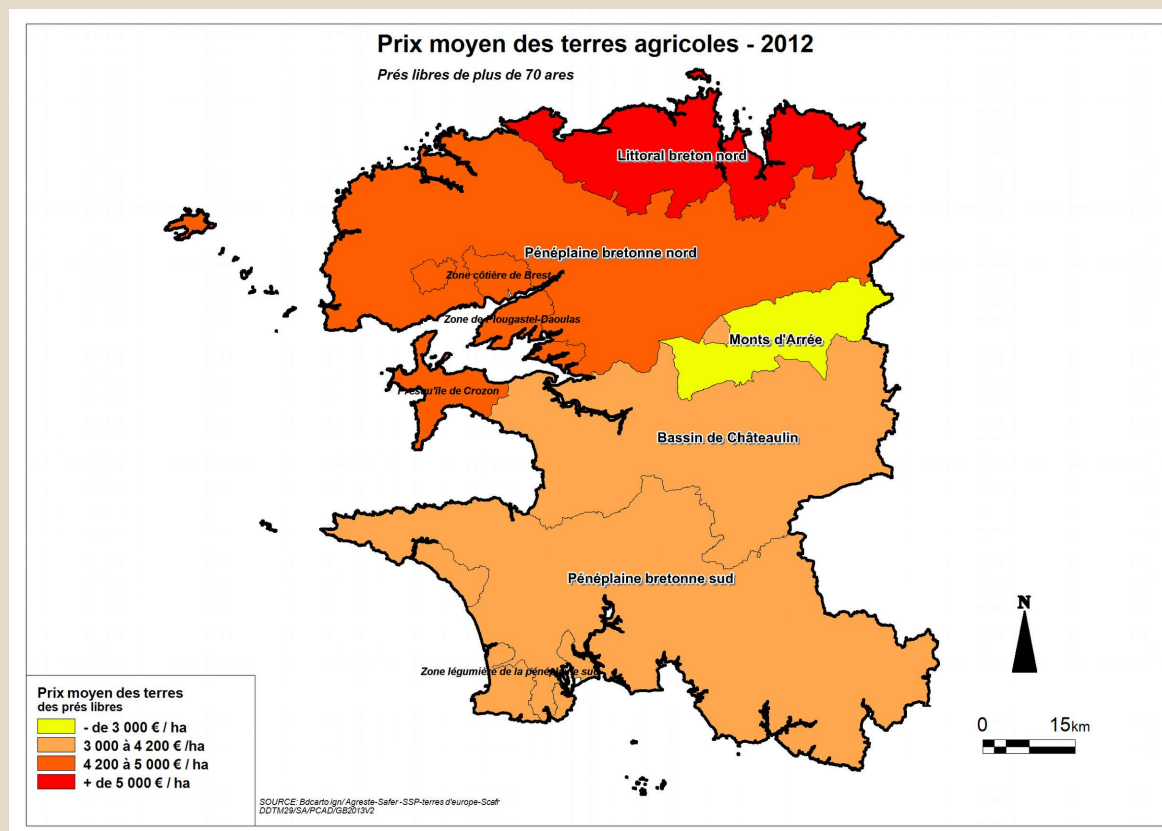 Prix moyen des terres agricoles - 2012
Prés libres de plus de 70 ares
Littoral breton nord
Pénéplaine bretonne nord
Zone côtière de Brest
Zone de Plougastel-Daoulas
Monts d'Arrée
Presqu'île de Crozon
Bassin de Châteaulin
Pénéplaine bretonne sud
Zone légumière de la pénéplaine sud
N
0 15km
Prix moyen des terres
des prés libres
- de 3 000 € / ha
3 000 à 4 200 € /ha
4 200 à 5 000 € / ha
+ de 5 000 € / ha
SOURCE: Bdcarto ign/ Agreste-Safer -SSP-terres d'europe-Scafr
DDTM29/SA/PCAD/GB2013V2